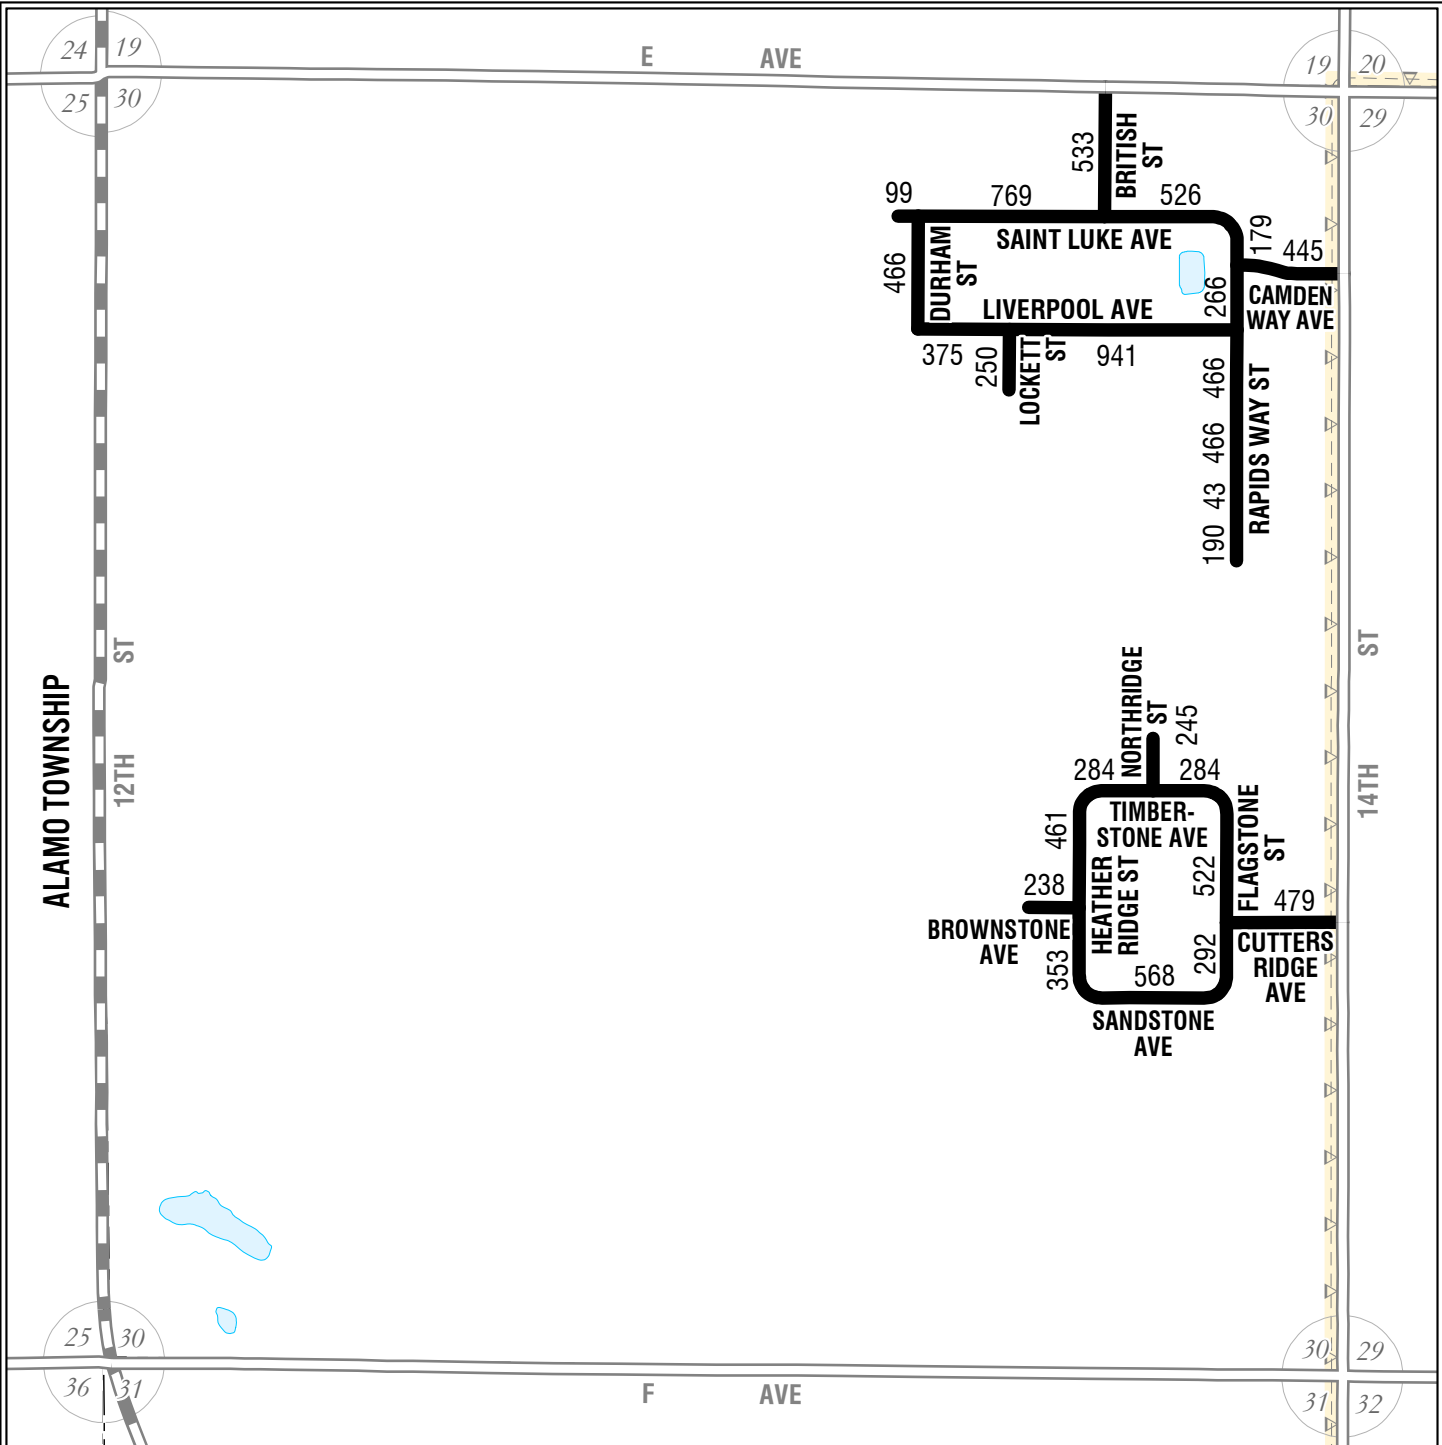 24 19
25 30
E AVE
19 20
30 29
533
BRITISH
ST
99
769
526
SAINT LUKE AVE
179
445
466
DURHAM
ST
266
CAMDEN
WAY AVE
LIVERPOOL AVE
375
250
LOCKETT
ST
941
466
466
43
190
RAPIDS WAY ST
ALAMO TOWNSHIP
12TH ST
14TH ST
NORTHRIDGE
ST
245
284
284
TIMBER-
STONE AVE
461
HEATHER
RIDGE ST
522
FLAGSTONE
ST
238
BROWNSTONE
AVE
479
CUTTERS
RIDGE
AVE
353
568
292
SANDSTONE
AVE
25 30
36 31
F AVE
30 29
31 32